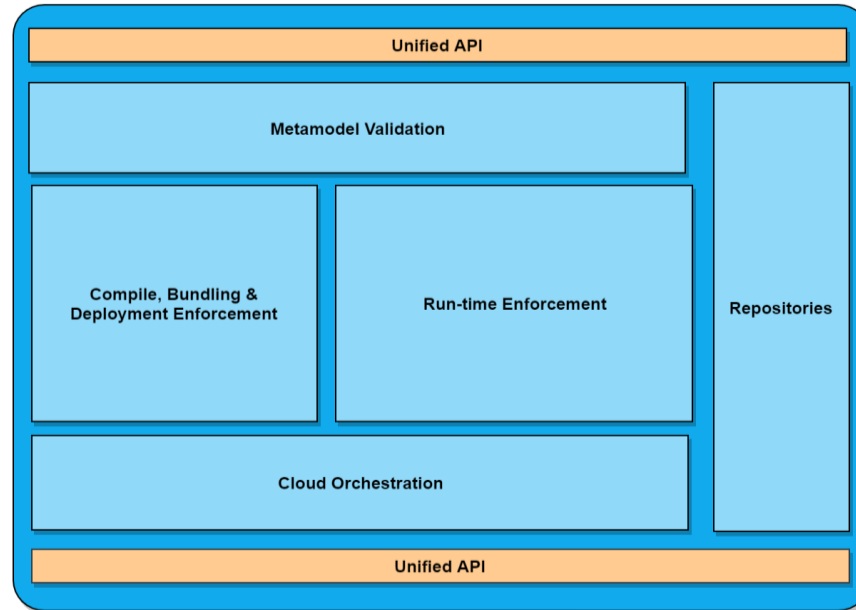 Unified API
Metamodel Validation
Compile, Bundling &
Deployment Enforcement
Run-time Enforcement
Repositories
Cloud Orchestration
Unified API